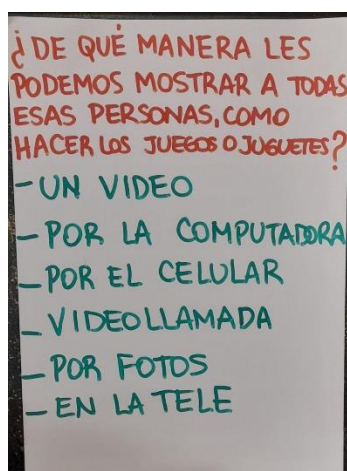 ¿DE QUÉ MANERA LES
PODEMOS MOSTRAR A TODAS
ESAS PERSONAS, COMO
HACER LOS JUEGOS O JUGUETES?
- UN VIDEO
- POR LA COMPUTADORA
- POR EL CELULAR
- VIDEOLLAMADA
- POR FOTOS
- EN LA TELE